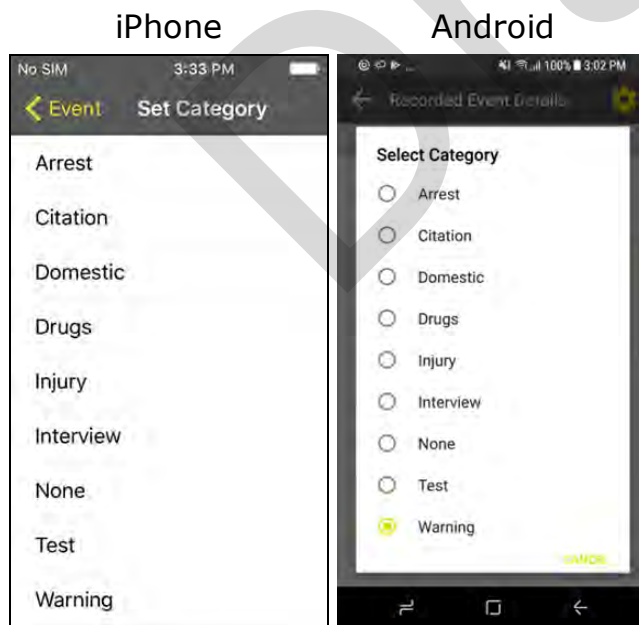 iPhone
Android
No SIM 3:33 PM
Event Set Category
Arrest
Citation
Domestic
Drugs
Injury
Interview
None
Test
Warning
100% 3:02 PM
Recorded Event Details
Select Category
Arrest
Citation
Domestic
Drugs
Injury
Interview
None
Test
Warning
CANCEL